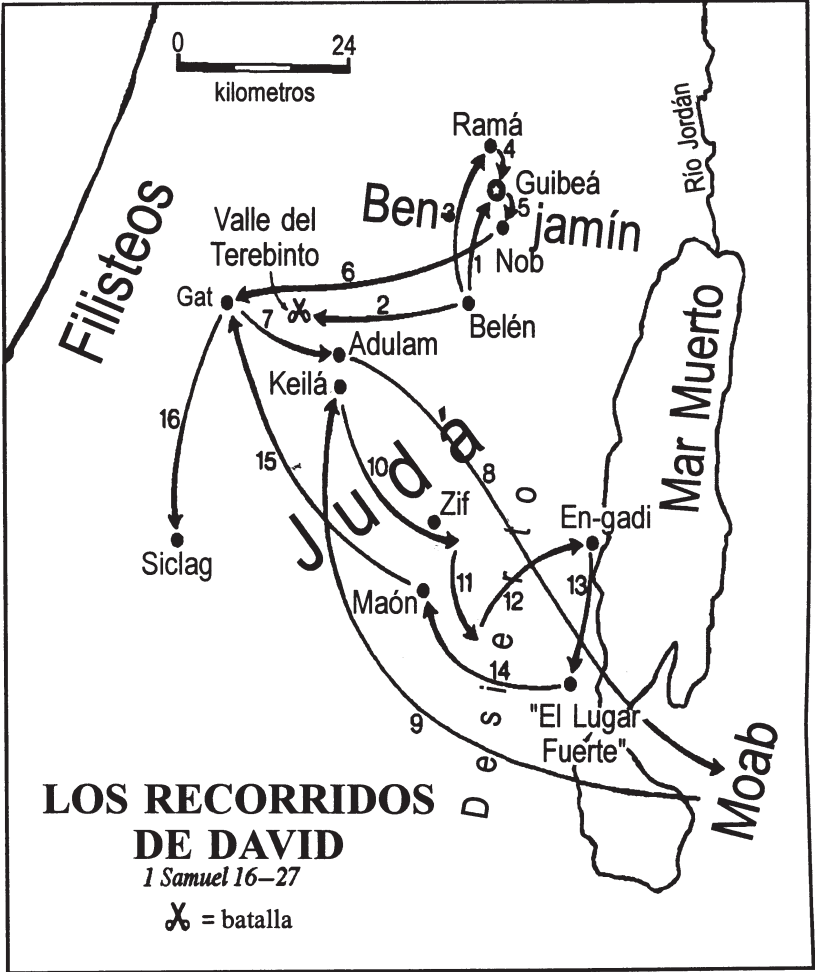 0 24
kilometros
Río Jordán
Ramá
4
Guibeá
5
Ben
3
jamín
Nob
1
Valle del
Terebinto
6
Filisteos
Gat
2
Belén
7
Adulam
Keilá
Mar Muerto
16
15
10
Judá
8
Zif
En-gadi
Siclag
11
12
13
Maón
Desierto
14
"El Lugar
Fuerte"
9
Moab
LOS RECORRIDOS
DE DAVID
1 Samuel 16–27
= batalla